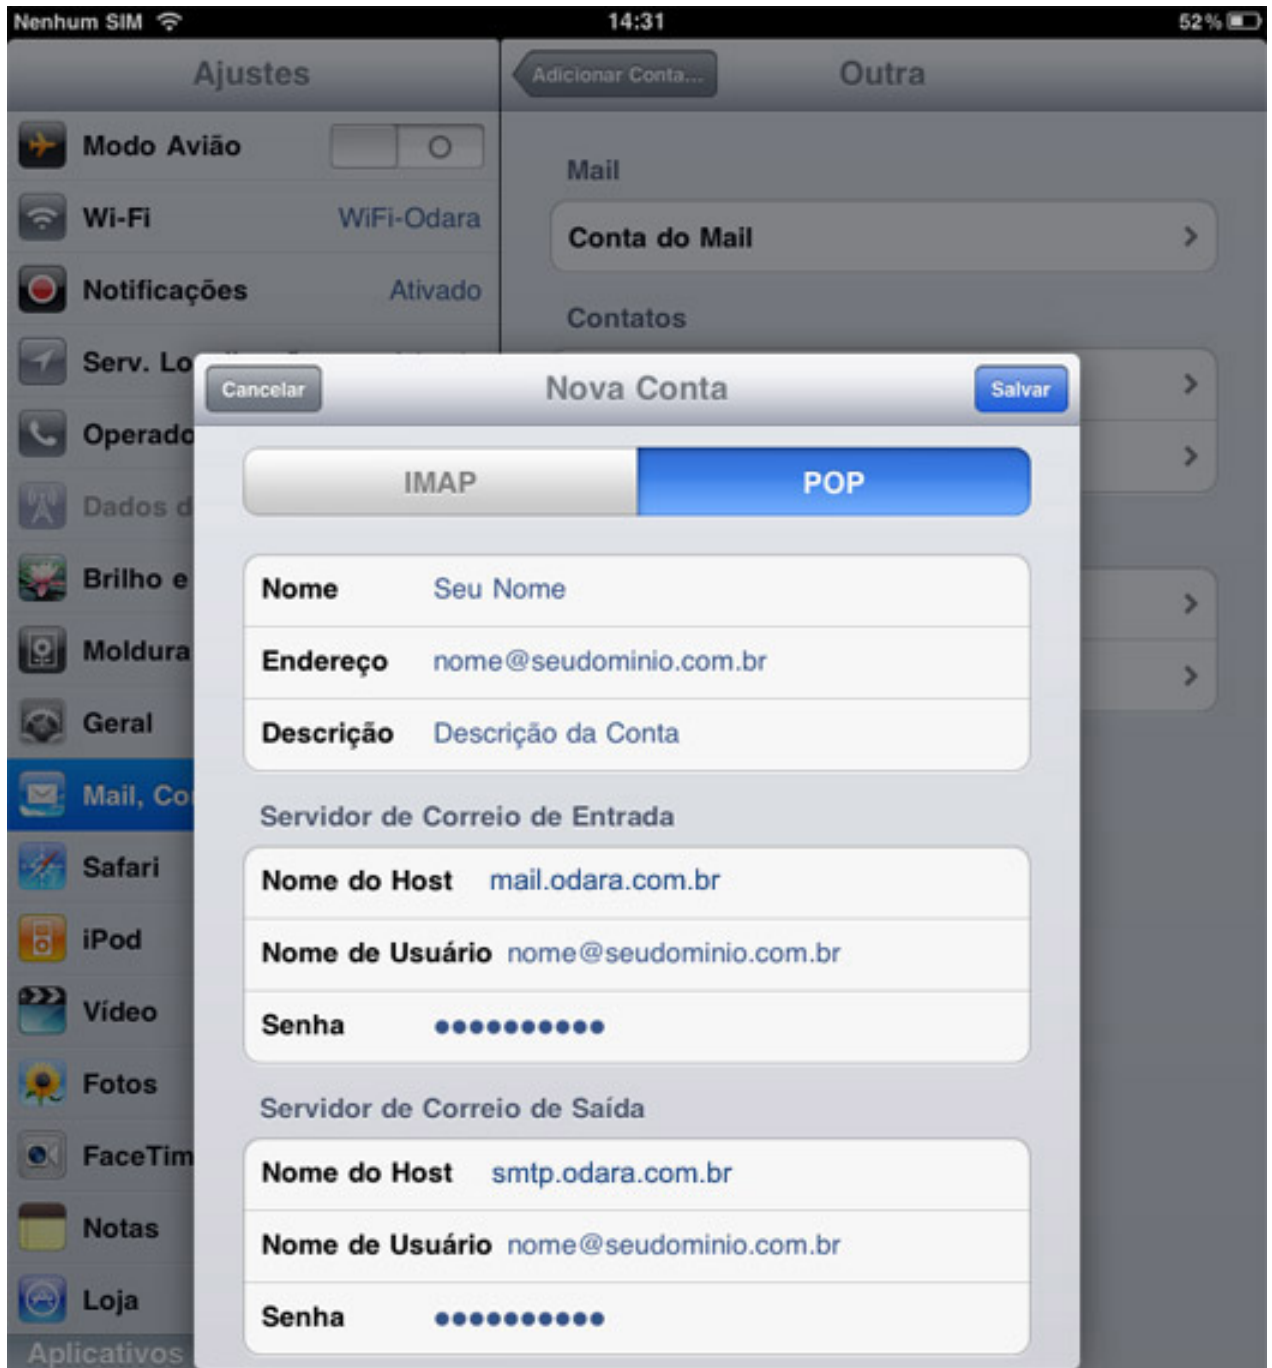 Nenhum SIM 14:31 52%
Ajustes
Modo Avião
Wi-Fi WiFi-Odara
Notificações Ativado
Serv. Lo
Operado
Dados d
Brilho e
Moldura
Geral
Mail, Co
Safari
iPod
Vídeo
Fotos
FaceTim
Notas
Loja
Aplicativos
Adicionar Conta... Outra
Mail
Conta do Mail
Contatos
Cancelar Nova Conta Salvar
IMAP POP
Nome Seu Nome
Endereço nome@seudominio.com.br
Descrição Descrição da Conta
Servidor de Correio de Entrada
Nome do Host mail.odara.com.br
Nome de Usuário nome@seudominio.com.br
Senha ●●●●●●●●●●
Servidor de Correio de Saída
Nome do Host smtp.odara.com.br
Nome de Usuário nome@seudominio.com.br
Senha ●●●●●●●●●●